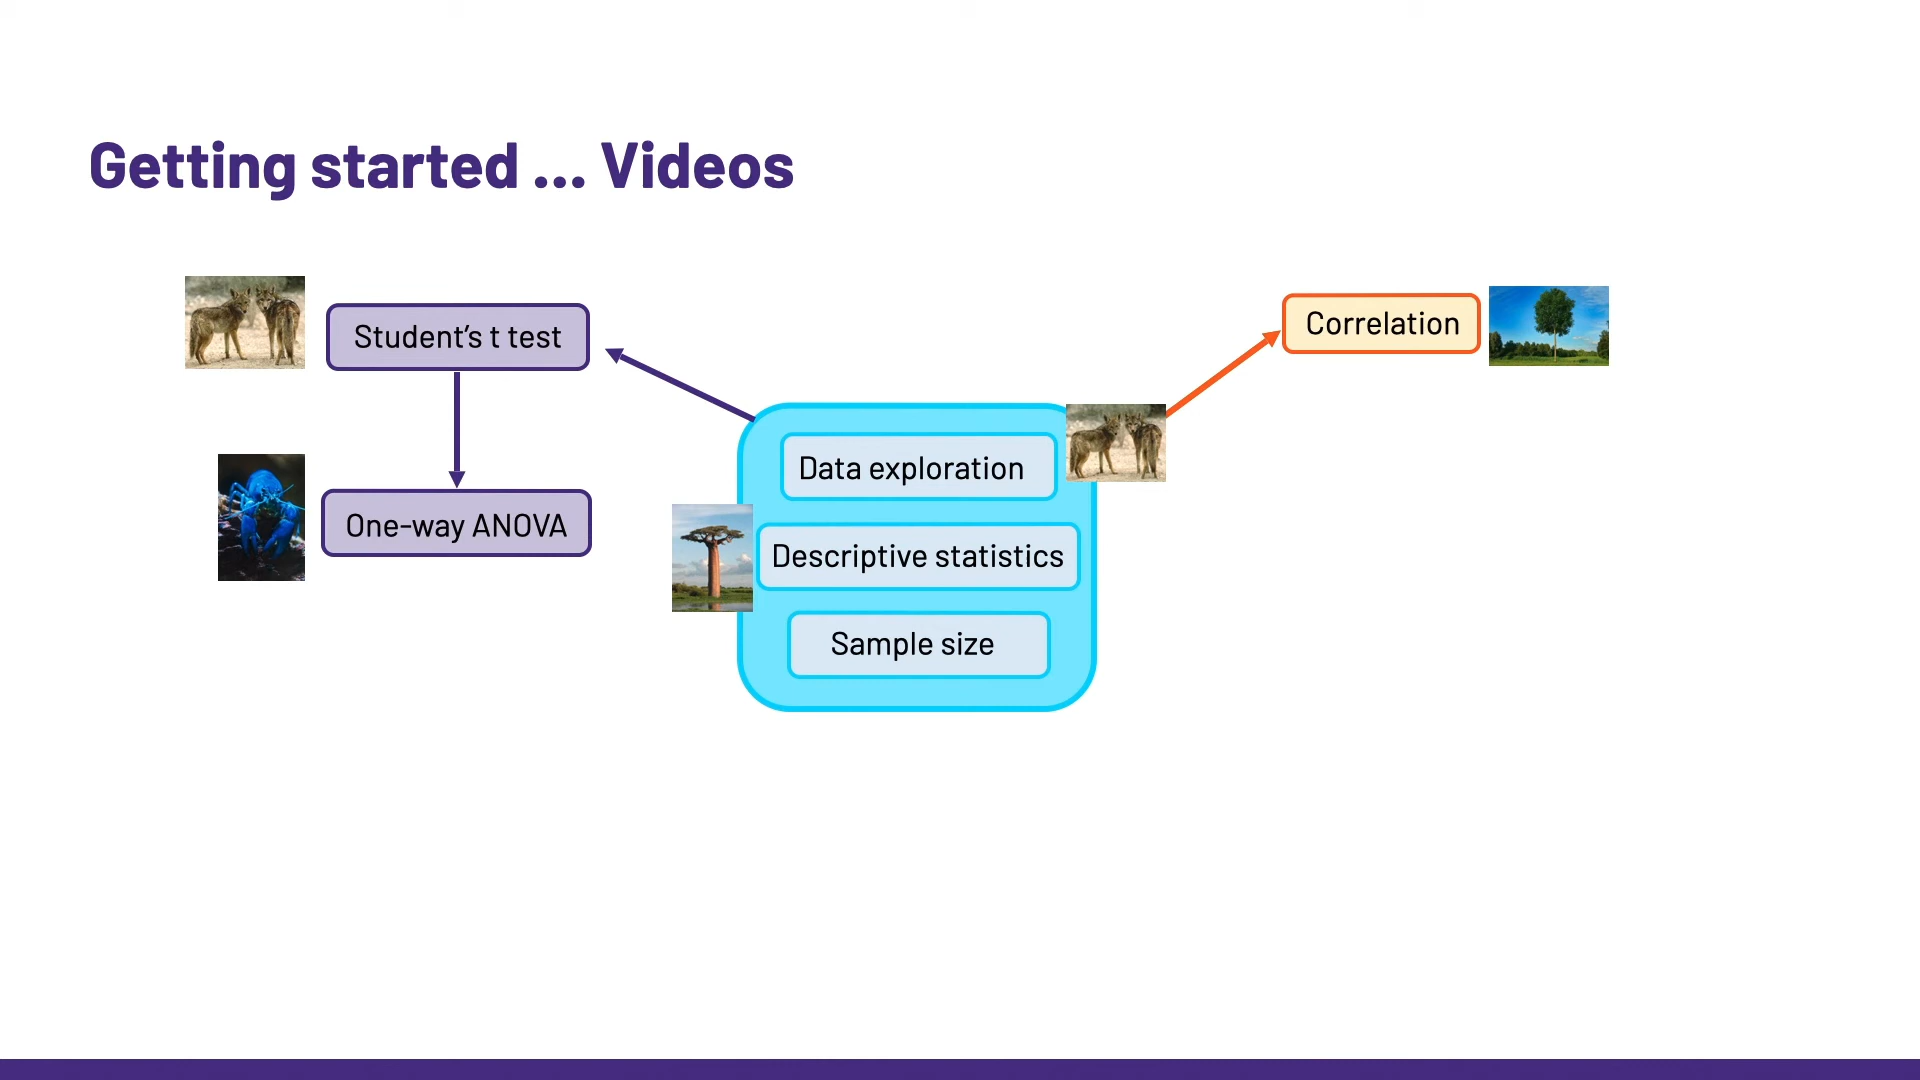 Getting started ... Videos
Student's t test
Correlation
Data exploration
One-way ANOVA
Descriptive statistics
Sample size